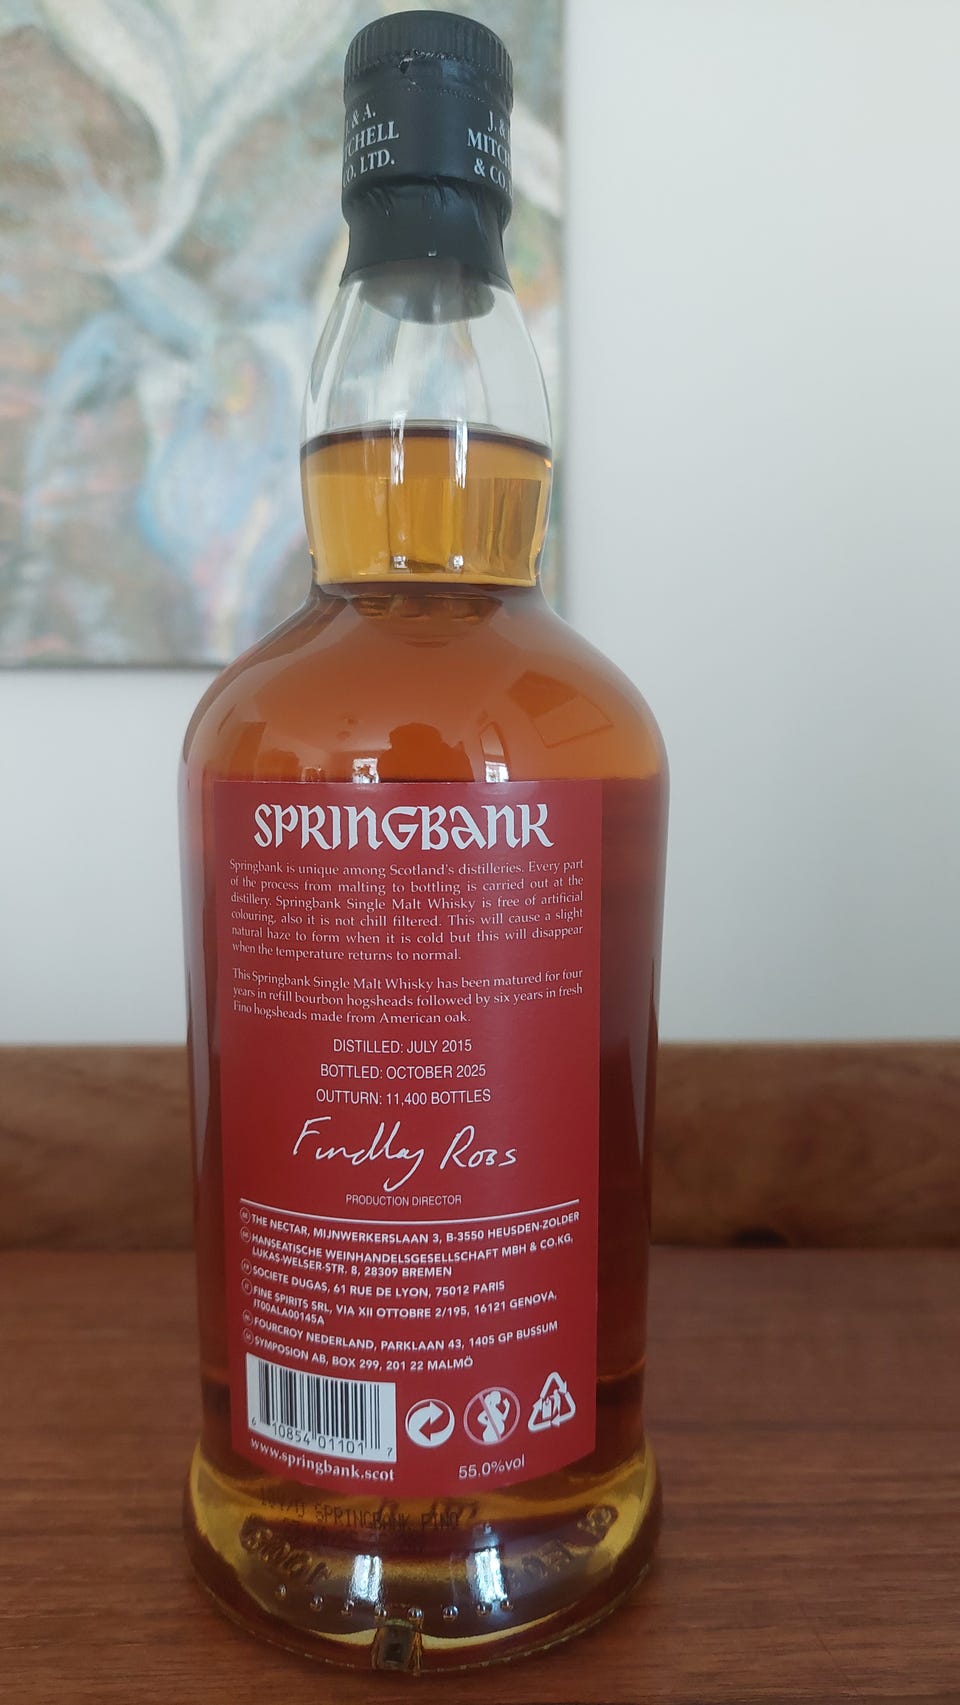 & A.
TCHELL
CO. LTD.
J. &
MITCH
& CO.
SPRINGBANK
Springbank is unique among Scotland's distilleries. Every part
of the process from malting to bottling is carried out at the
distillery. Springbank Single Malt Whisky is free of artificial
colouring, also it is not chill filtered. This will cause a slight
natural haze to form when it is cold but this will disappear
when the temperature returns to normal.
This Springbank Single Malt Whisky has been matured for four
years in refill bourbon hogsheads followed by six years in fresh
Fino hogsheads made from American oak.
DISTILLED: JULY 2015
BOTTLED: OCTOBER 2025
OUTTURN: 11,400 BOTTLES
Findlay Ross
PRODUCTION DIRECTOR
THE NECTAR, MIJNWERKERSLAAN 3, B-3550 HEUSDEN-ZOLDER
HANSEATISCHE WEINHANDELSGESELLSCHAFT MBH & CO.KG,
LUKAS-WELSER-STR. 8, 28309 BREMEN
SOCIETE DUGAS, 61 RUE DE LYON, 75012 PARIS
FINE SPIRITS SRL, VIA XII OTTOBRE 2/195, 16121 GENOVA,
IT00ALA00145A
FOURCROY NEDERLAND, PARKLAAN 43, 1405 GP BUSSUM
SYMPOSION AB, BOX 299, 201 22 MALMÖ
6 10854 01101 7
www.springbank.scot
55.0%vol
SPRINGBANK FINO